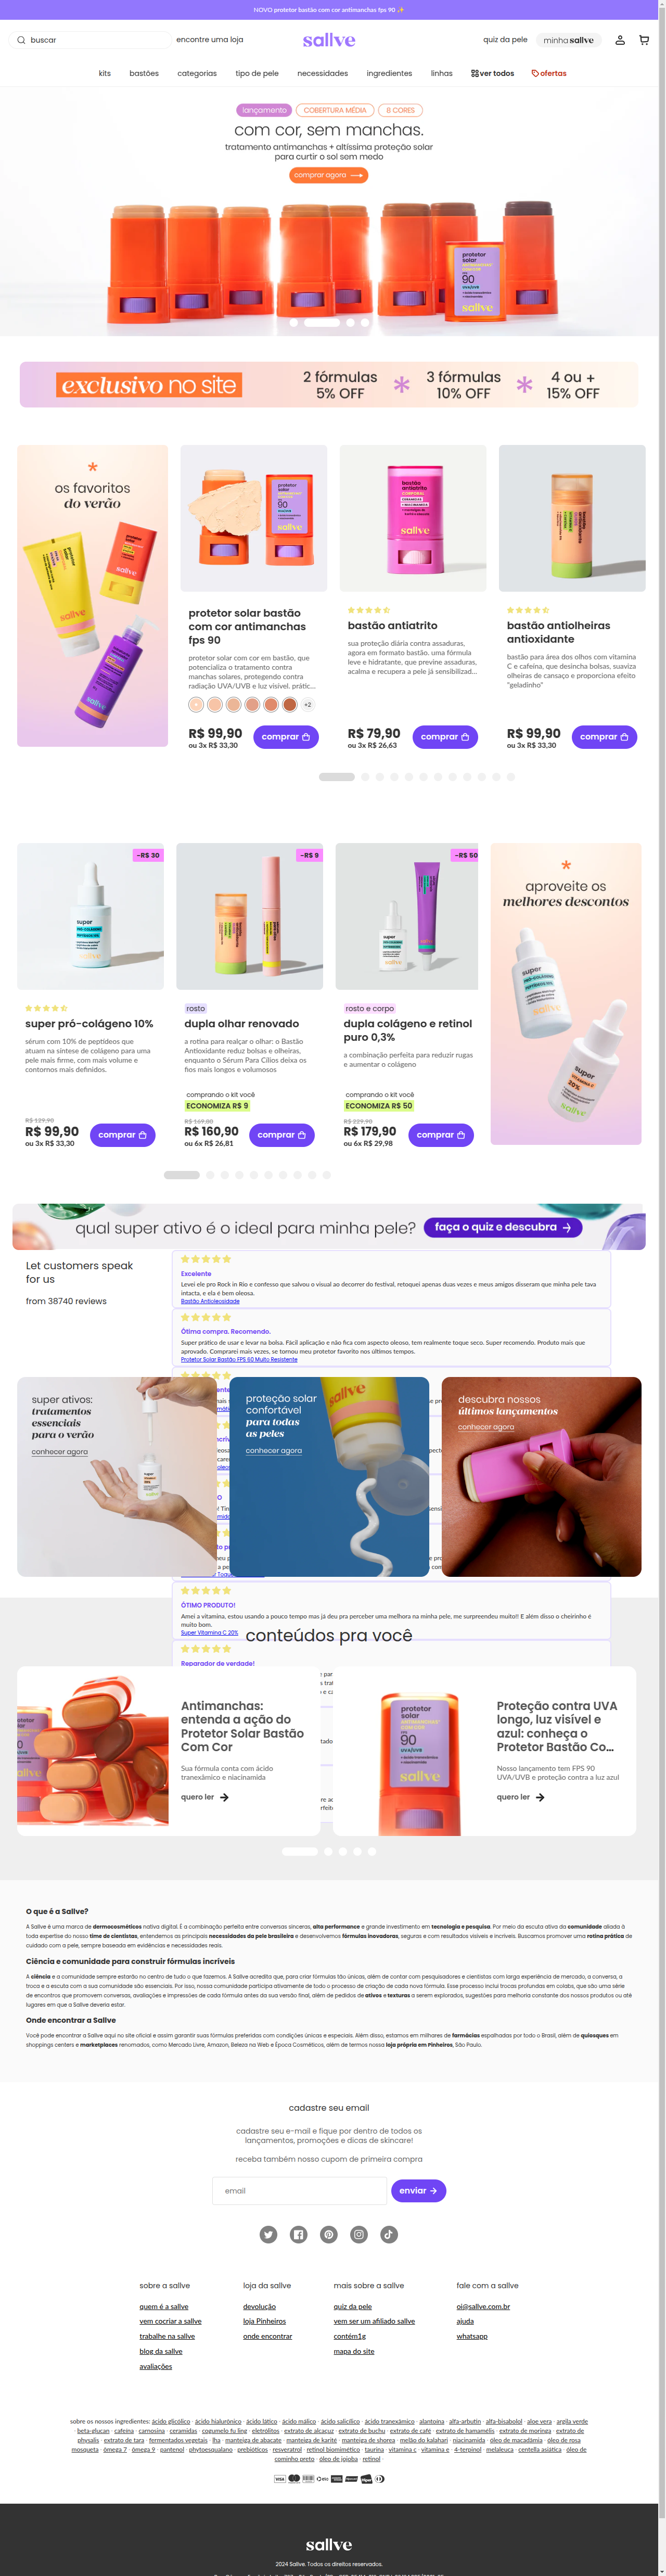 NOVO protetor bastão com cor antimanchas fps 90 ✨
buscar
encontre uma loja
sallve
quiz da pele
minha sallve
kits
bastões
categorias
tipo de pele
necessidades
ingredientes
linhas
ver todos
ofertas
lançamento
COBERTURA MÉDIA
8 CORES
com cor, sem manchas.
tratamento antimanchas + altíssima proteção solar
para curtir o sol sem medo
comprar agora
exclusivo no site
2 fórmulas
5% OFF
3 fórmulas
10% OFF
4 ou +
15% OFF
os favoritos
do verão
protetor solar bastão
com cor antimanchas
fps 90
protetor solar com cor em bastão, que
potencializa o tratamento contra
manchas solares, protegendo contra
radiação UVA/UVB e luz visível. prátic...
+2
R$ 99,90
ou 3x R$ 33,30
comprar
bastão antiatrito
sua proteção diária contra assaduras,
agora em formato bastão. uma fórmula
leve e hidratante, que previne assaduras,
acalma e recupera a pele já sensibilizad...
R$ 79,90
ou 3x R$ 26,63
comprar
bastão antiolheiras
antioxidante
bastão para área dos olhos com vitamina
C e cafeína, que desincha bolsas, suaviza
olheiras de cansaço e proporciona efeito
"geladinho"
R$ 99,90
ou 3x R$ 33,30
comprar
-R$ 30
super pró-colágeno 10%
sérum com 10% de peptídeos que
atuam na síntese de colágeno para uma
pele mais firme, com mais volume e
contornos mais definidos.
R$ 129,90
R$ 99,90
ou 3x R$ 33,30
comprar
-R$ 9
rosto
dupla olhar renovado
a rotina para realçar o olhar: o Bastão
Antioxidante reduz bolsas e olheiras,
enquanto o Sérum Para Cílios deixa os
fios mais longos e volumosos
comprando o kit você
ECONOMIZA R$ 9
R$ 169,80
R$ 160,90
ou 6x R$ 26,81
comprar
-R$ 50
rosto e corpo
dupla colágeno e retinol
puro 0,3%
a combinação perfeita para reduzir rugas
e aumentar o colágeno
comprando o kit você
ECONOMIZA R$ 50
R$ 229,90
R$ 179,90
ou 6x R$ 29,98
comprar
aproveite os
melhores descontos
qual super ativo é o ideal para minha pele?
faça o quiz e descubra
Let customers speak
for us
from 38740 reviews
Excelente
Levei ele pro Rock in Rio e confesso que salvou o visual ao decorrer do festival, retoquei apenas duas vezes e meus amigos disseram que minha pele tava
intacta, e ela é bem oleosa.
Bastão Antioleosidade
Ótima compra. Recomendo.
Super prático de usar e levar na bolsa. Fácil aplicação e não fica com aspecto oleoso, tem realmente toque seco. Super recomendo. Produto mais que
aprovado. Comprarei mais vezes, se tornou meu protetor favorito nos últimos tempos.
Protetor Solar Bastão FPS 60 Muito Resistente
super ativos:
tratamentos
essenciais
para o verão
conhecer agora
proteção solar
confortável
para todas
as peles
conhecer agora
descubra nossos
últimos lançamentos
conhecer agora
ÓTIMO PRODUTO!
Amei a vitamina, estou usando a pouco tempo mas já deu pra perceber uma melhora na minha pele, me surpreendeu muito!! E além disso o cheirinho é
muito bom.
Super Vitamina C 20%
conteúdos pra você
Reparador de verdade!
Antimanchas:
entenda a ação do
Protetor Solar Bastão
Com Cor
Sua fórmula conta com ácido
tranexâmico e niacinamida
quero ler
Proteção contra UVA
longo, luz visível e
azul: conheça o
Protetor Bastão Co...
Nosso lançamento tem FPS 90
UVA/UVB e proteção contra a luz azul
quero ler
O que é a Sallve?
A Sallve é uma marca de dermocosméticos nativa digital. É a combinação perfeita entre conversas sinceras, alta performance e grande investimento em tecnologia e pesquisa. Por meio da escuta ativa da comunidade aliada à
toda expertise do nosso time de cientistas, entendemos as principais necessidades da pele brasileira e desenvolvemos fórmulas inovadoras, seguras e com resultados visíveis e incríveis. Buscamos promover uma rotina prática de
cuidado com a pele, sempre baseada em evidências e necessidades reais.
Ciência e comunidade para construir fórmulas incríveis
A ciência e a comunidade sempre estarão no centro de tudo o que fazemos. A Sallve acredita que, para criar fórmulas tão únicas, além de contar com pesquisadores e cientistas com larga experiência de mercado, a conversa, a
troca e a escuta com a sua comunidade são essenciais. Por isso, nossa comunidade participa ativamente de todo o processo de criação de cada nova fórmula. Esse processo inclui trocas profundas em colabs, que são uma série
de encontros que promovem conversas, avaliações e impressões de cada fórmula antes da sua versão final, além de pesquisas de ativos e texturas a serem explorados, sugestões para melhoria constante dos nossos produtos ou até
lugares em que a Sallve deveria estar.
Onde encontrar a Sallve
Você pode encontrar a Sallve aqui no site oficial e assim garantir suas fórmulas preferidas com condições únicas e especiais. Além disso, estamos em milhares de farmácias espalhadas por todo o Brasil, além de quiosques em
shoppings centers e marketplaces renomados, como Mercado Livre, Amazon, Beleza na Web e Época Cosméticos, além de termos nossa loja própria em Pinheiros, São Paulo.
cadastre seu email
cadastre seu e-mail e fique por dentro de todos os
lançamentos, promoções e dicas de skincare!
receba também nosso cupom de primeira compra
email
enviar
sobre a sallve
quem é a sallve
vem cocriar a sallve
trabalhe na sallve
blog da sallve
avaliações
loja da sallve
devolução
loja Pinheiros
onde encontrar
mais sobre a sallve
quiz da pele
vem ser um afiliado sallve
contém1g
mapa do site
fale com a sallve
oi@sallve.com.br
ajuda
whatsapp
sobre os nossos ingredientes: ácido glicólico · ácido hialurônico · ácido lático · ácido málico · ácido salicílico · ácido tranexâmico · alantoína · alfa-arbutin · alfa-bisabolol · aloe vera · argila verde
· beta-glucan · cafeína · carnosina · ceramidas · cogumelo fu ling · eletrólitos · extrato de alcaçuz · extrato de buchu · extrato de café · extrato de hamamélis · extrato de moringa · extrato de
physalis · extrato de tara · fermentados vegetais · lha · manteiga de abacate · manteiga de karité · manteiga de shorea · melão do kalahari · niacinamida · óleo de macadâmia · óleo de rosa
mosqueta · ômega 7 · ômega 9 · pantenol · phytoesqualano · prebióticos · resveratrol · retinol biomimético · taurina · vitamina c · vitamina e · 4-terpinol · melaleuca · centella asiática · óleo de
cominho preto · óleo de jojoba · retinol ·
sallve
2024 Sallve. Todos os direitos reservados.